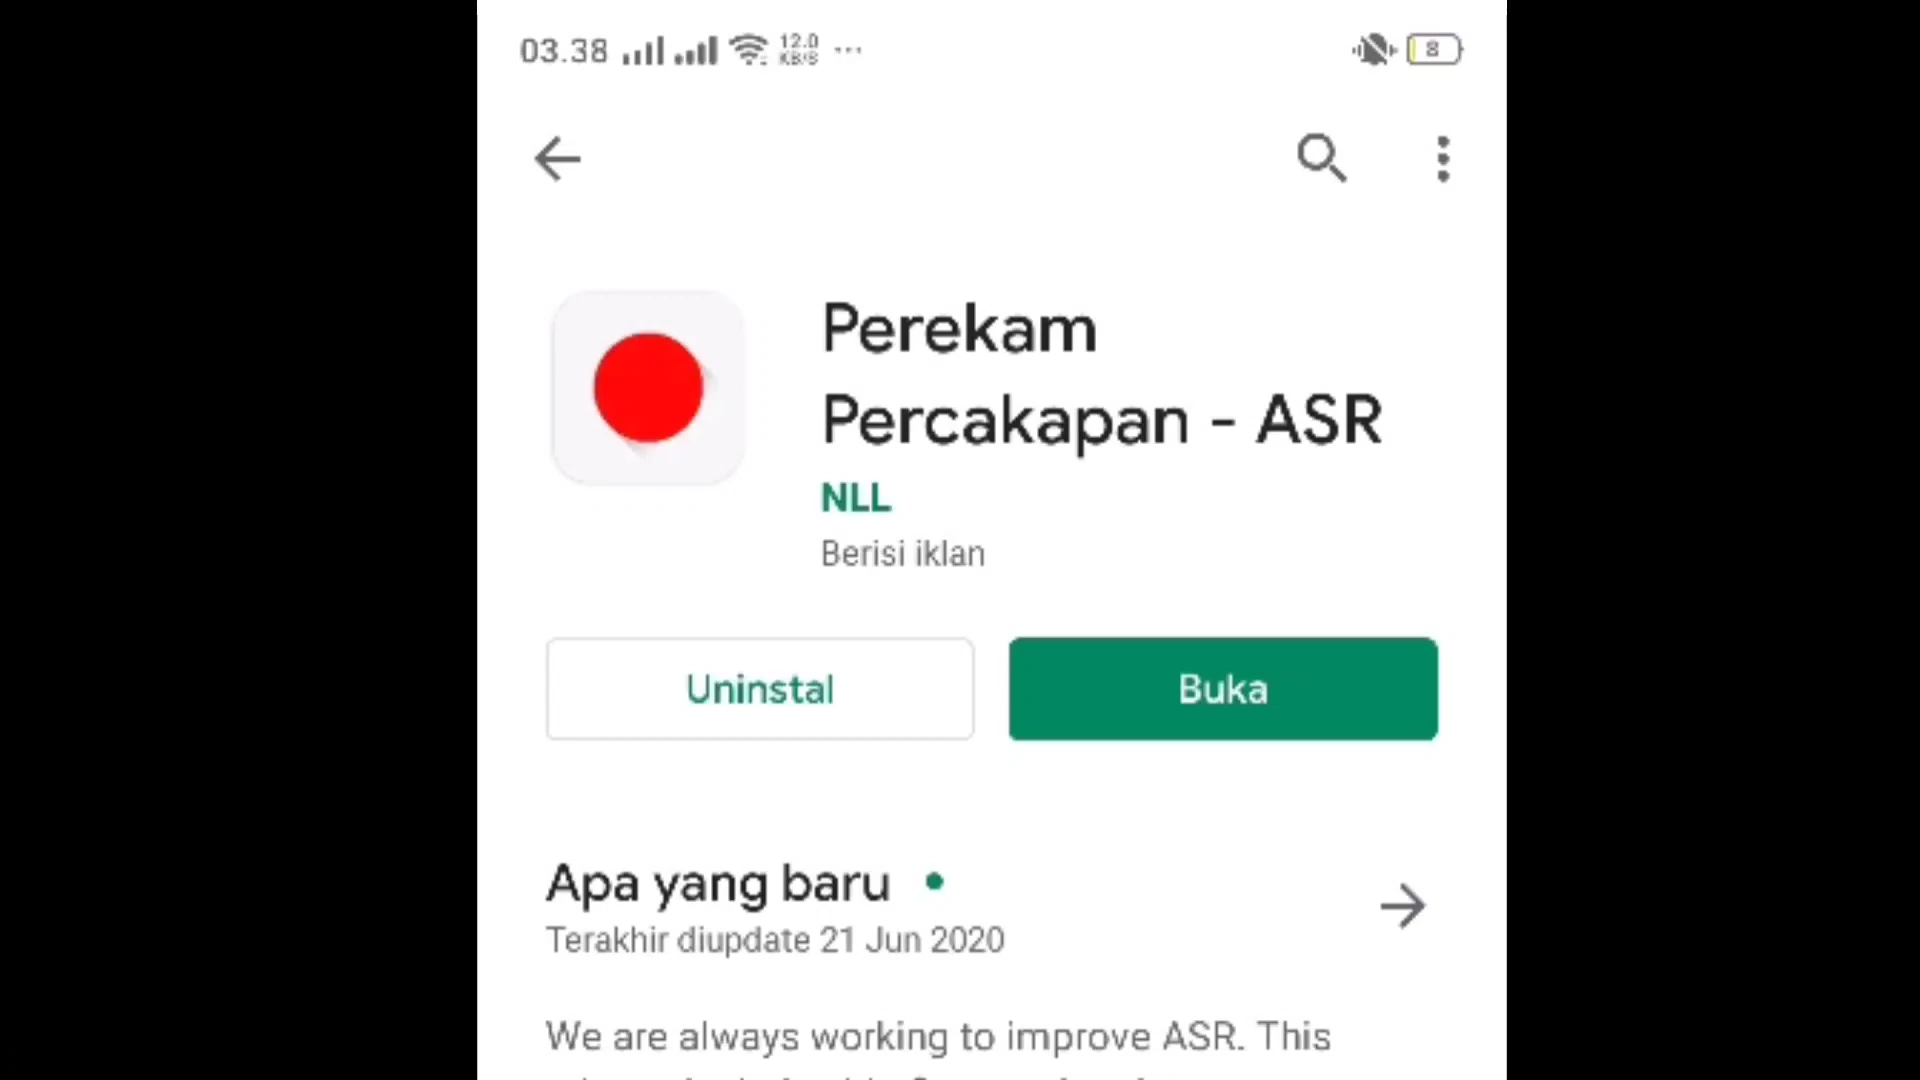 03.38 12.0 KB/S ... 8
Perekam
Percakapan - ASR
NLL
Berisi iklan
Uninstal
Buka
Apa yang baru
Terakhir diupdate 21 Jun 2020
We are always working to improve ASR. This